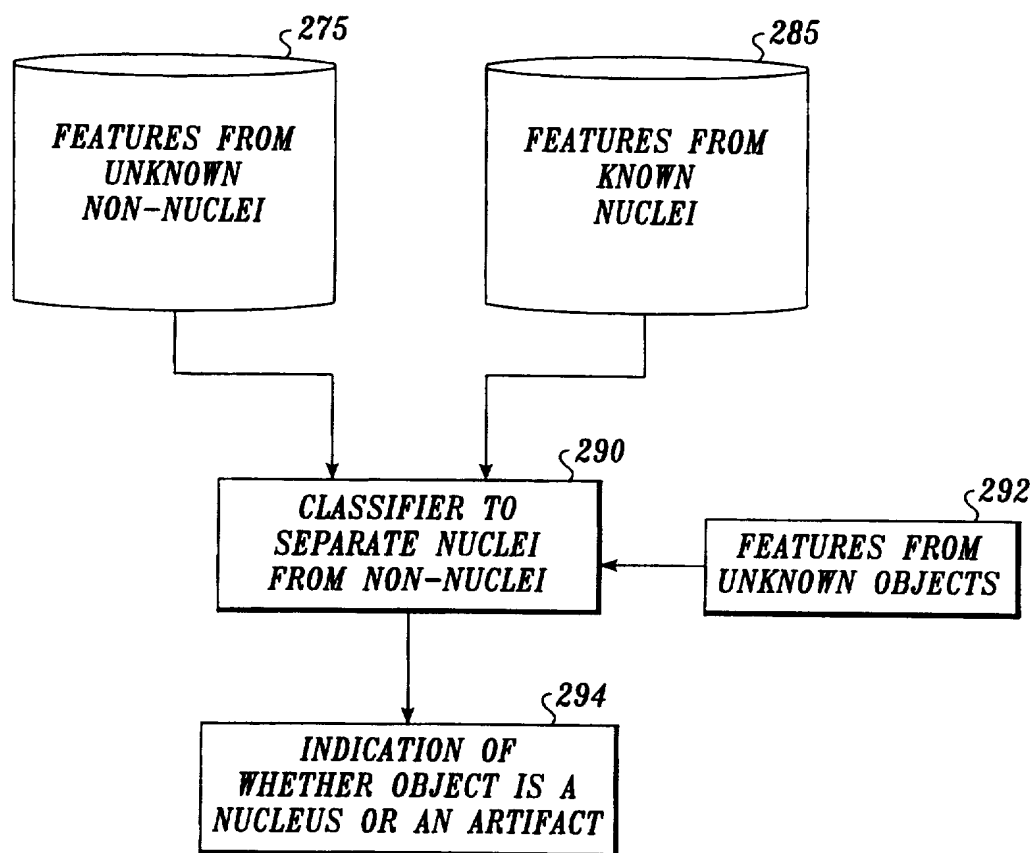 275
FEATURES FROM
UNKNOWN
NON-NUCLEI
285
FEATURES FROM
KNOWN
NUCLEI
290
CLASSIFIER TO
SEPARATE NUCLEI
FROM NON-NUCLEI
292
FEATURES FROM
UNKNOWN OBJECTS
294
INDICATION OF
WHETHER OBJECT IS A
NUCLEUS OR AN ARTIFACT